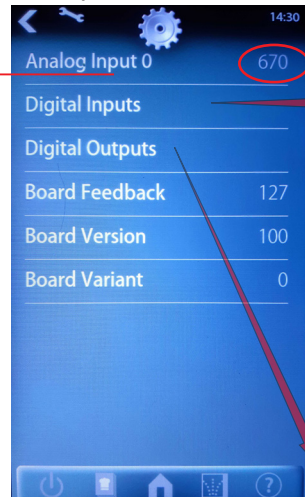 14:30
Analog Input 0 670
Digital Inputs
Digital Outputs
Board Feedback 127
Board Version 100
Board Variant 0
?